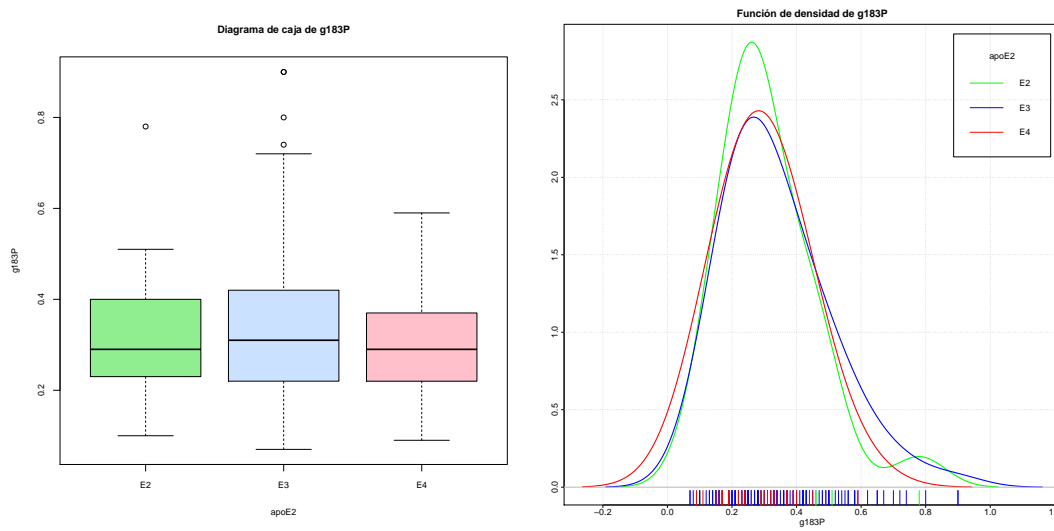 Diagrama de caja de g183P
g183P
0.2
0.4
0.6
0.8
E2
E3
E4
apoE2
Función de densidad de g183P
apoE2
E2
E3
E4
0.0
0.5
1.0
1.5
2.0
2.5
−0.2
0.0
0.2
0.4
0.6
0.8
1.0
g183P